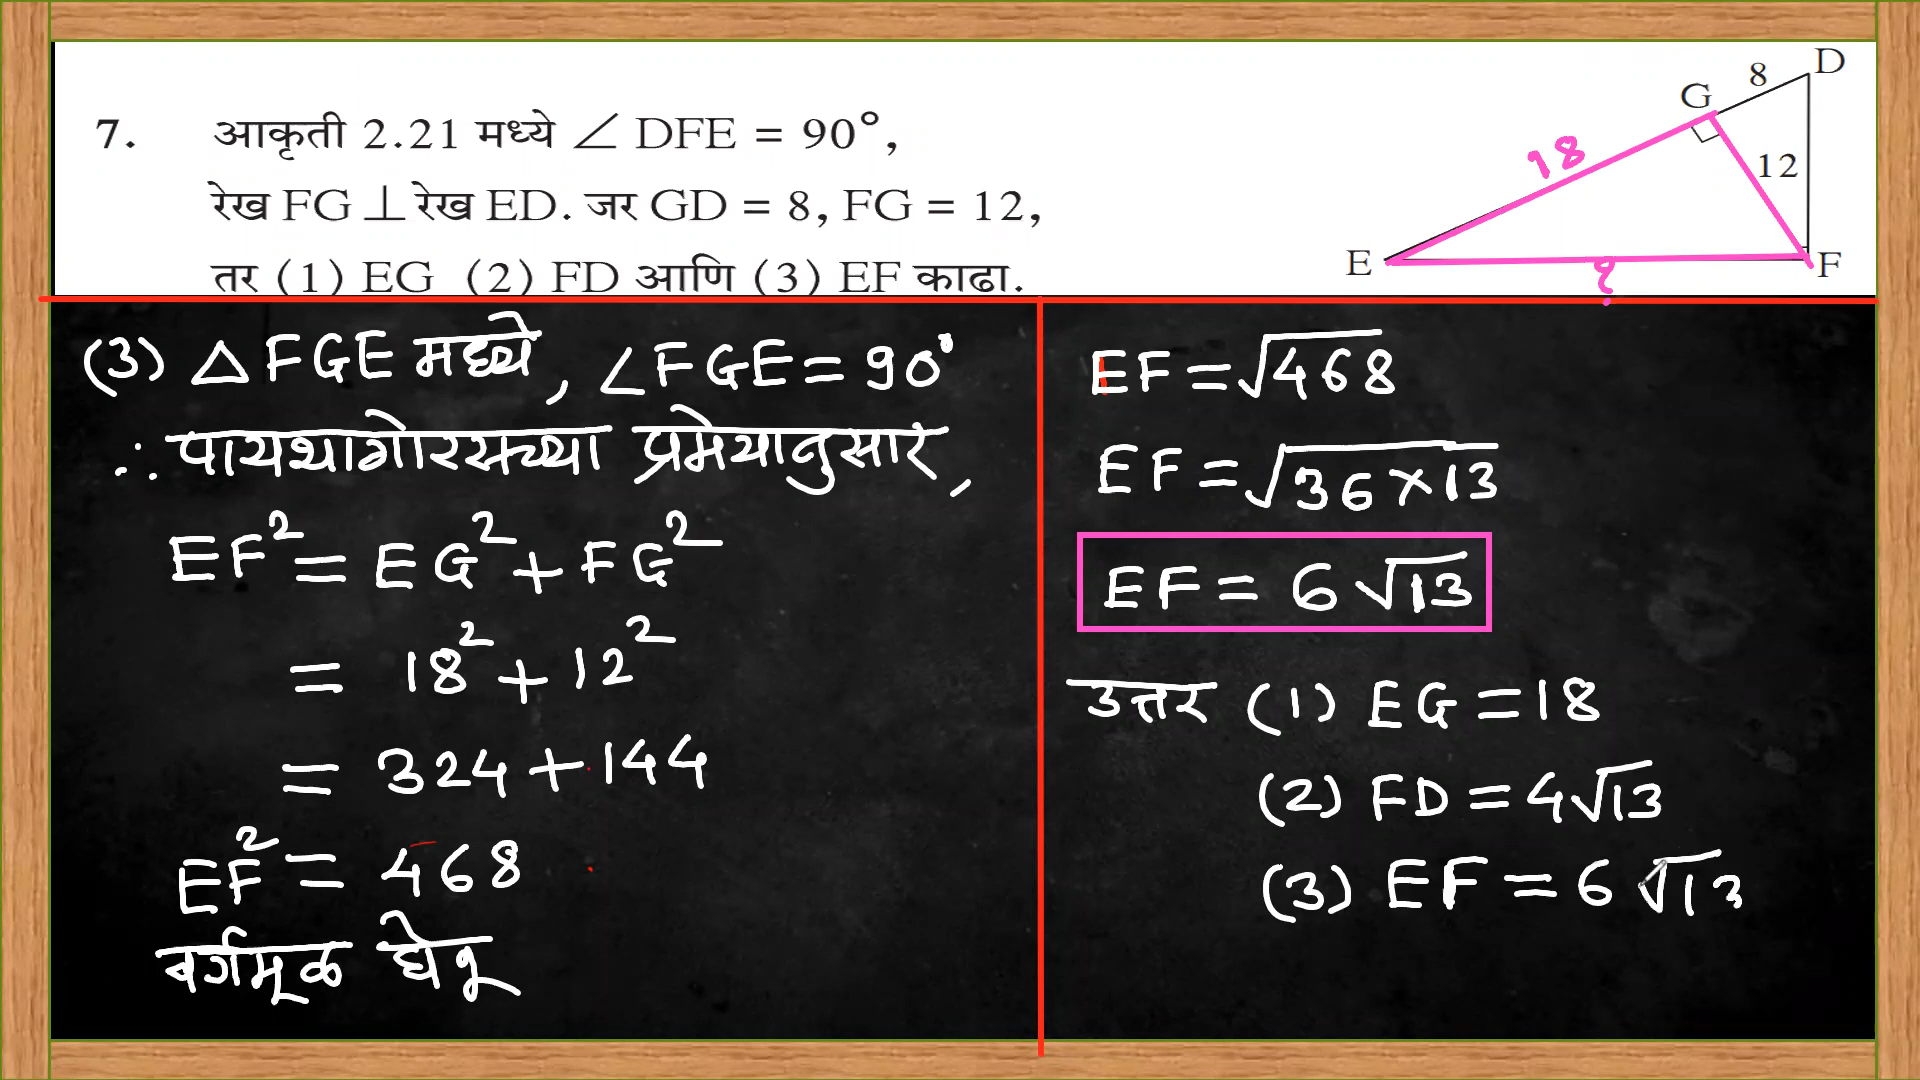 7. आकृती 2.21 मध्ये ∠ DFE = 90°,
रेख FG ⊥ रेख ED. जर GD = 8, FG = 12,
तर (1) EG (2) FD आणि (3) EF काढा.
D
8
G
18
12
E
F
?
(3) △ FGE मध्ये, ∠FGE = 90°
∴ पायथागोरसच्या प्रमेयानुसार,
EF² = EG² + FG²
= 18² + 12²
= 324 + 144
EF² = 468
वर्गमूळ घेवू
EF = √468
EF = √36×13
EF = 6√13
उत्तर (1) EG = 18
(2) FD = 4√13
(3) EF = 6√13